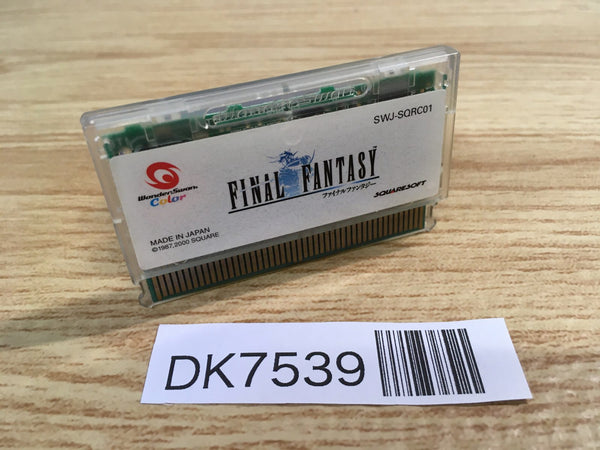 SWJ-SQRC01
WonderSwan
Color
FINAL FANTASY
ファイナルファンタジー
SQUARESOFT
MADE IN JAPAN
©1987,2000 SQUARE
DK7539